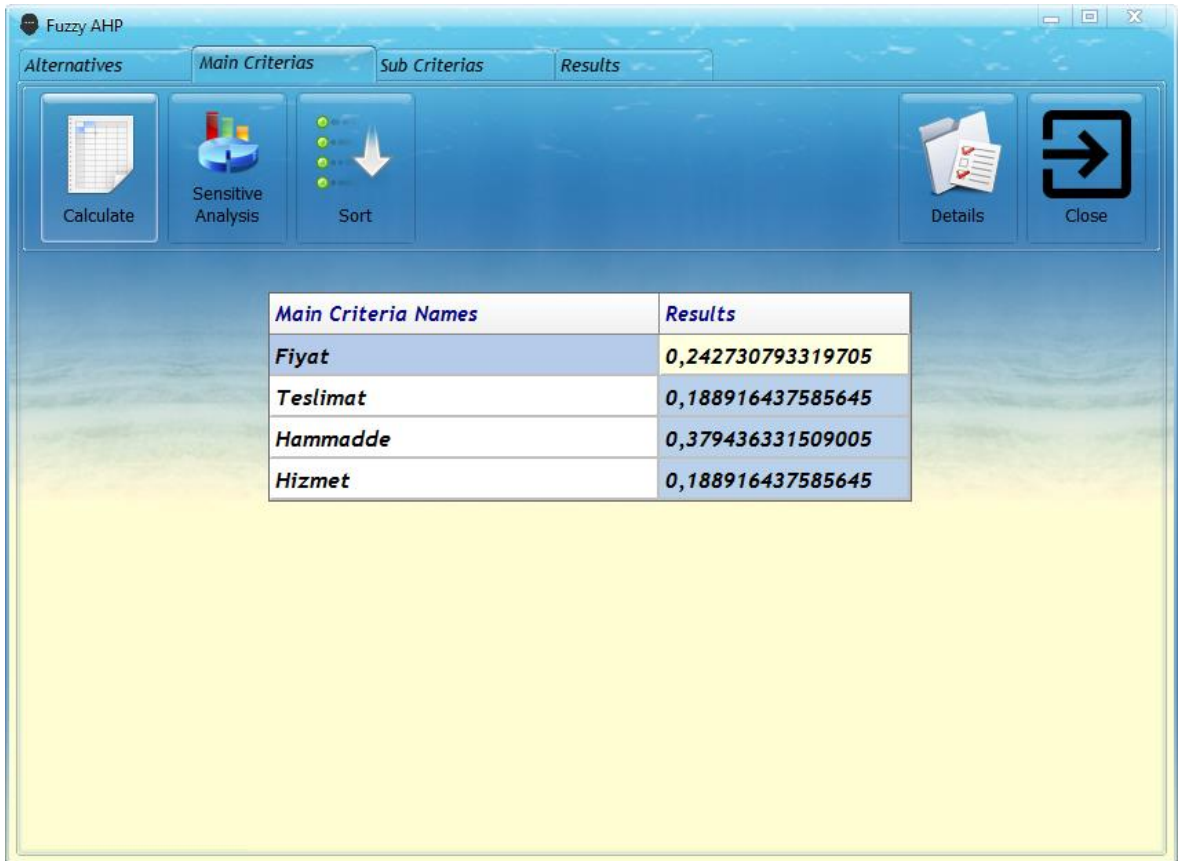 Fuzzy AHP
Alternatives Main Criterias Sub Criterias Results
Calculate
Sensitive
Analysis
Sort
Details
Close
Main Criteria Names Results
Fiyat 0,242730793319705
Teslimat 0,188916437585645
Hammadde 0,379436331509005
Hizmet 0,188916437585645